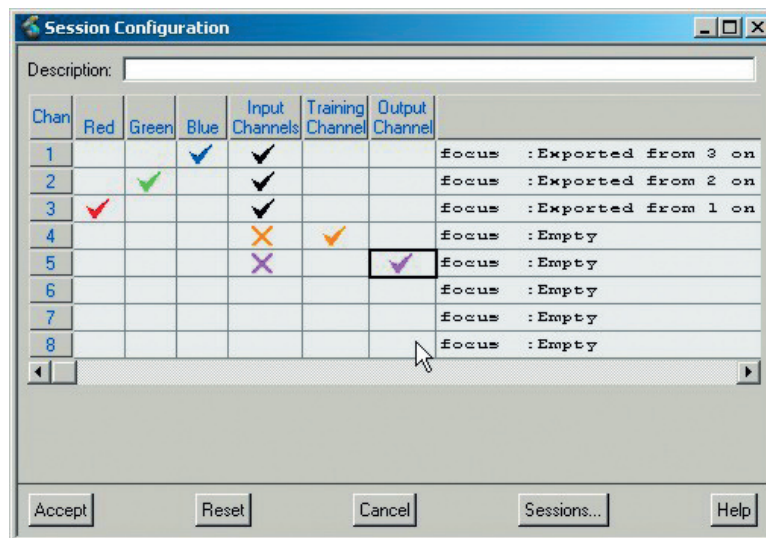 Session Configuration
Description:
Chan Red Green Blue Input Channels Training Channel Output Channel
1 focus :Exported from 3 on
2 focus :Exported from 2 on
3 focus :Exported from 1 on
4 focus :Empty
5 focus :Empty
6 focus :Empty
7 focus :Empty
8 focus :Empty
Accept Reset Cancel Sessions... Help